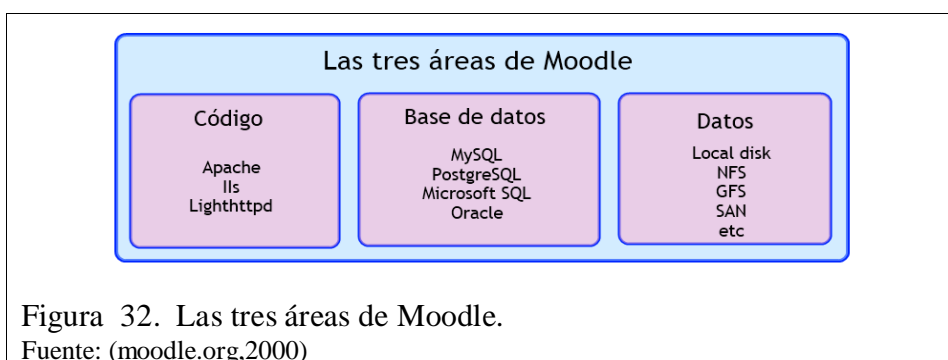 Las tres áreas de Moodle
Código
Apache
IIs
Lighthttpd
Base de datos
MySQL
PostgreSQL
Microsoft SQL
Oracle
Datos
Local disk
NFS
GFS
SAN
etc
Figura 32. Las tres áreas de Moodle.
Fuente: (moodle.org,2000)